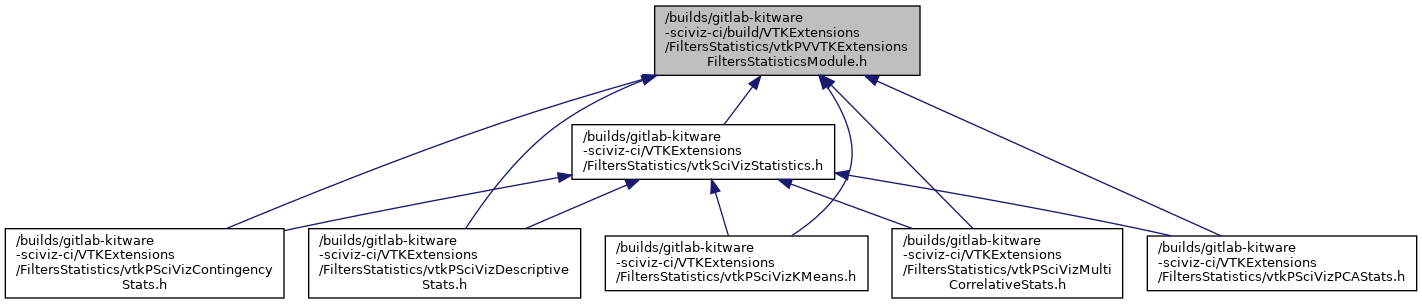 /builds/gitlab-kitware
-sciviz-ci/build/VTKExtensions
/FiltersStatistics/vtkPVVTKExtensions
FiltersStatisticsModule.h
/builds/gitlab-kitware
-sciviz-ci/VTKExtensions
/FiltersStatistics/vtkSciVizStatistics.h
/builds/gitlab-kitware
-sciviz-ci/VTKExtensions
/FiltersStatistics/vtkPSciVizContingency
Stats.h
/builds/gitlab-kitware
-sciviz-ci/VTKExtensions
/FiltersStatistics/vtkPSciVizDescriptive
Stats.h
/builds/gitlab-kitware
-sciviz-ci/VTKExtensions
/FiltersStatistics/vtkPSciVizKMeans.h
/builds/gitlab-kitware
-sciviz-ci/VTKExtensions
/FiltersStatistics/vtkPSciVizMulti
CorrelativeStats.h
/builds/gitlab-kitware
-sciviz-ci/VTKExtensions
/FiltersStatistics/vtkPSciVizPCAStats.h